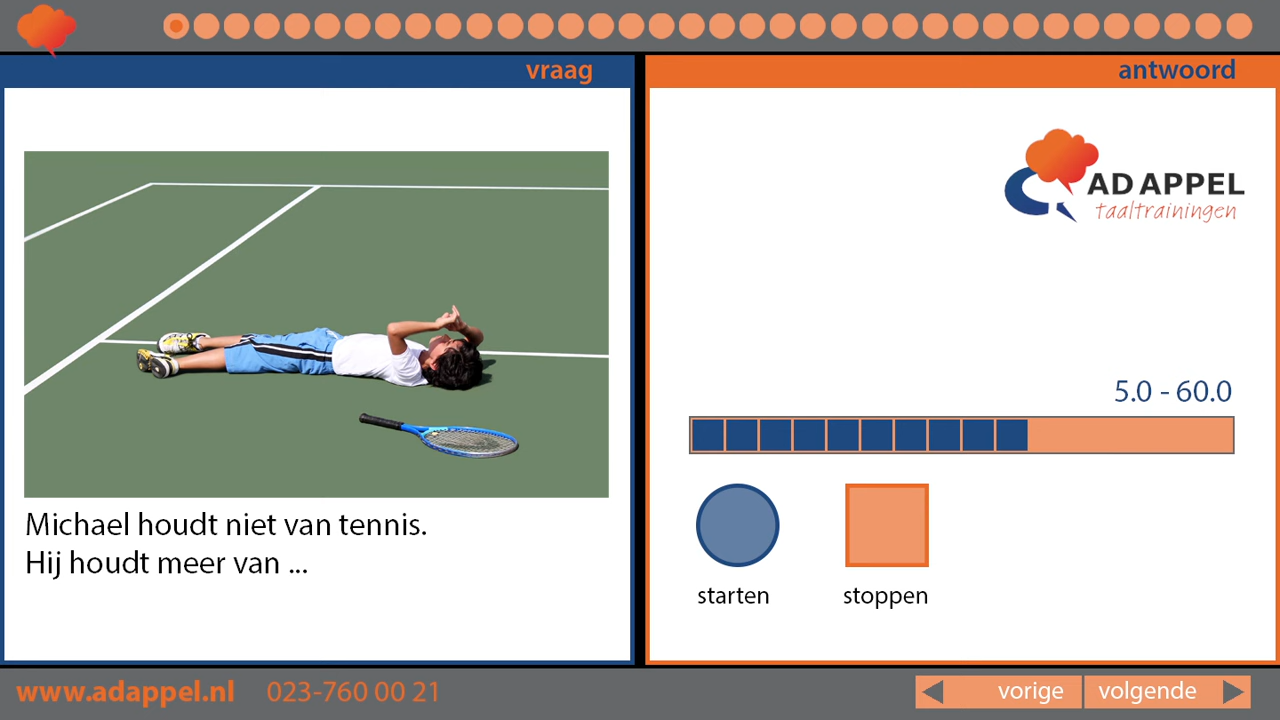 vraag
antwoord
AD APPEL
taaltrainingen
5.0 - 60.0
Michael houdt niet van tennis.
Hij houdt meer van ...
starten
stoppen
www.adappel.nl
023-760 00 21
vorige
volgende